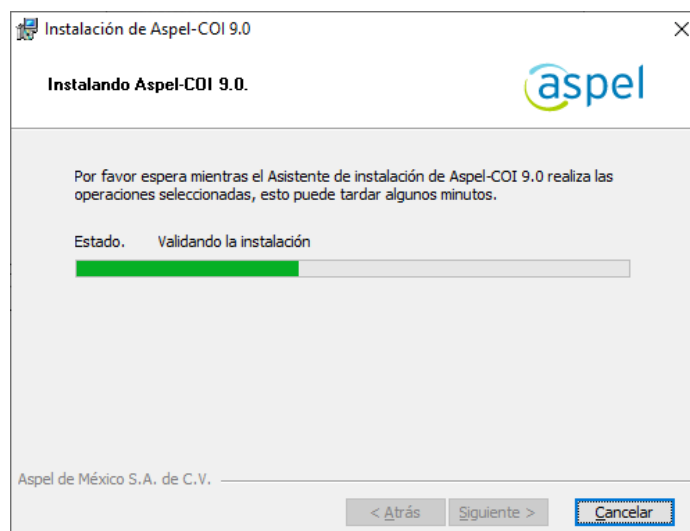 Instalación de Aspel-COI 9.0
Instalando Aspel-COI 9.0.
aspel
Por favor espera mientras el Asistente de instalación de Aspel-COI 9.0 realiza las
operaciones seleccionadas, esto puede tardar algunos minutos.
Estado. Validando la instalación
Aspel de México S.A. de C.V.
< Atrás Siguiente > Cancelar